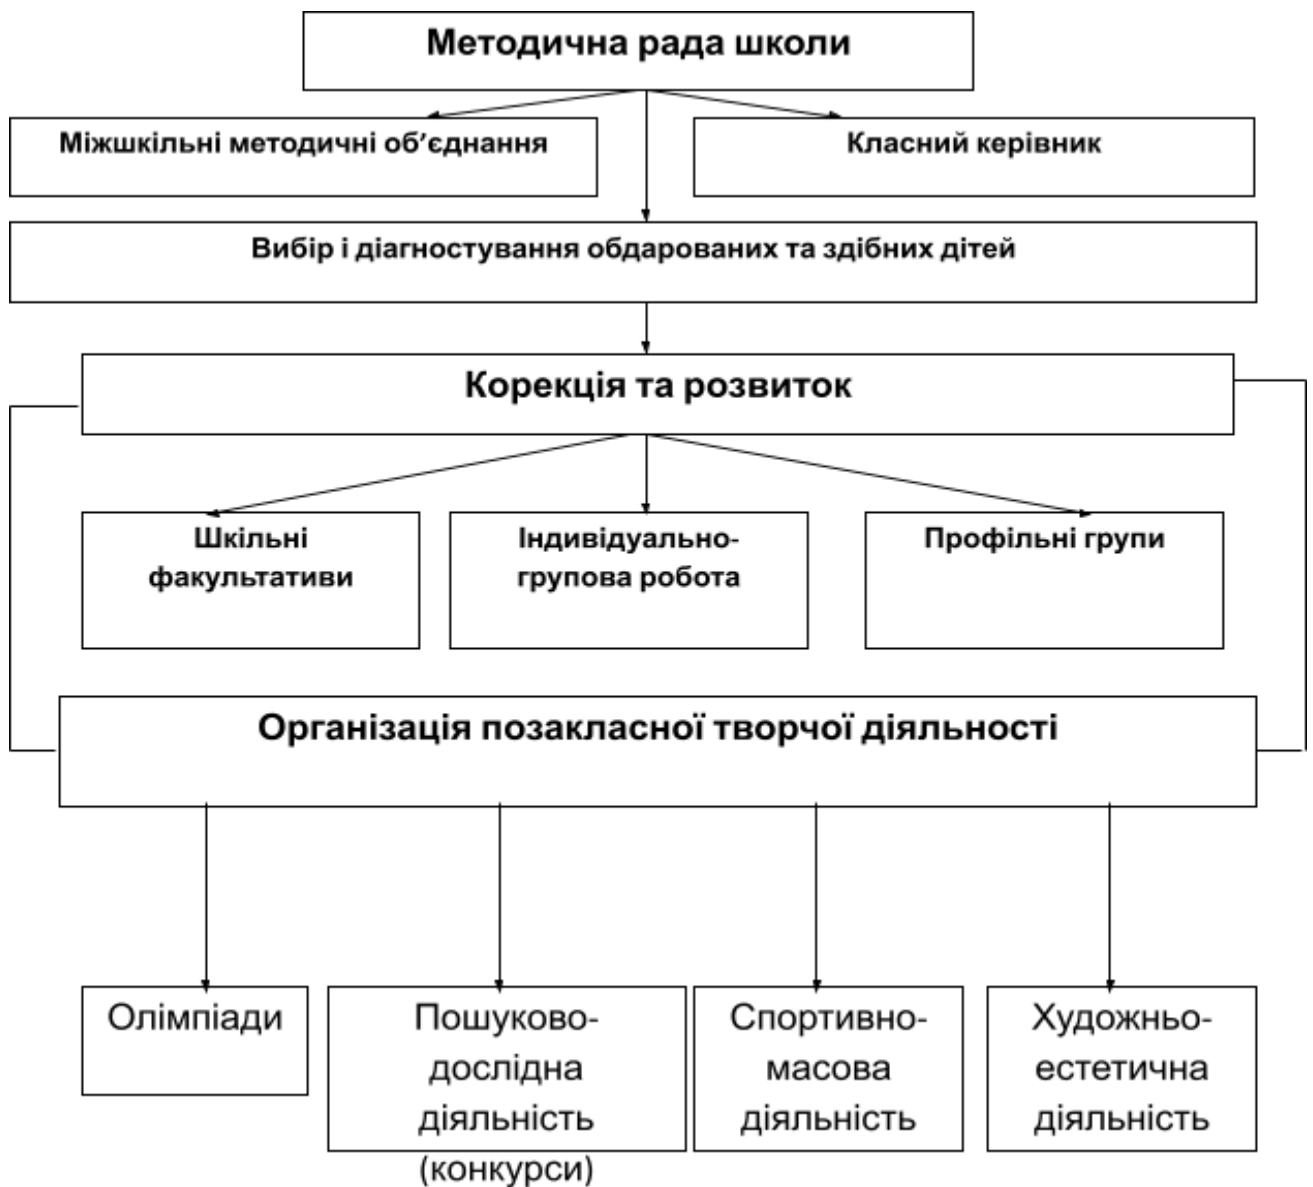 Методична рада школи
Міжшкільні методичні об’єднання
Класний керівник
Вибір і діагностування обдарованих та здібних дітей
Корекція та розвиток
Шкільні
факультативи
Індивідуально-
групова робота
Профільні групи
Організація позакласної творчої діяльності
Олімпіади
Пошуково-
дослідна
діяльність
(конкурси)
Спортивно-
масова
діяльність
Художньо-
естетична
діяльність